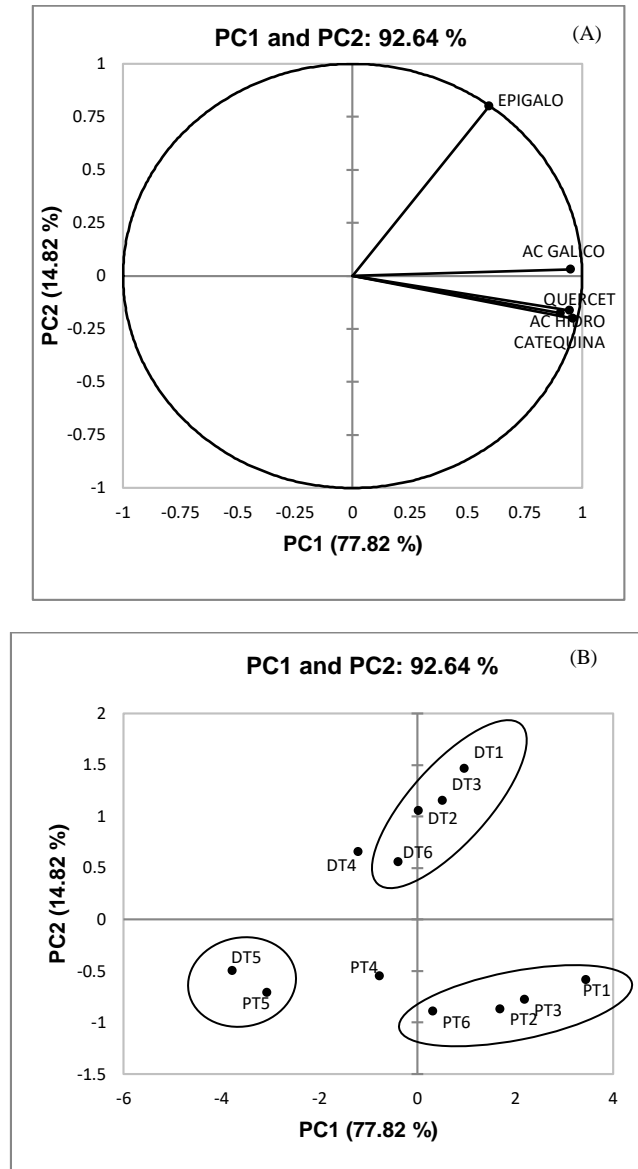 PC1 and PC2: 92.64 %
(A)
PC2 (14.82 %)
1
0.75
0.5
0.25
0
-0.25
-0.5
-0.75
-1
EPIGALO
AC GALICO
QUERCET
AC HIDRO
CATEQUINA
-1 -0.75 -0.5 -0.25 0 0.25 0.5 0.75 1
PC1 (77.82 %)
PC1 and PC2: 92.64 %
(B)
PC2 (14.82 %)
2
1.5
1
0.5
0
-0.5
-1
-1.5
DT1
DT3
DT2
DT6
DT4
DT5
PT5
PT4
PT1
PT3
PT2
PT6
-6 -4 -2 0 2 4
PC1 (77.82 %)